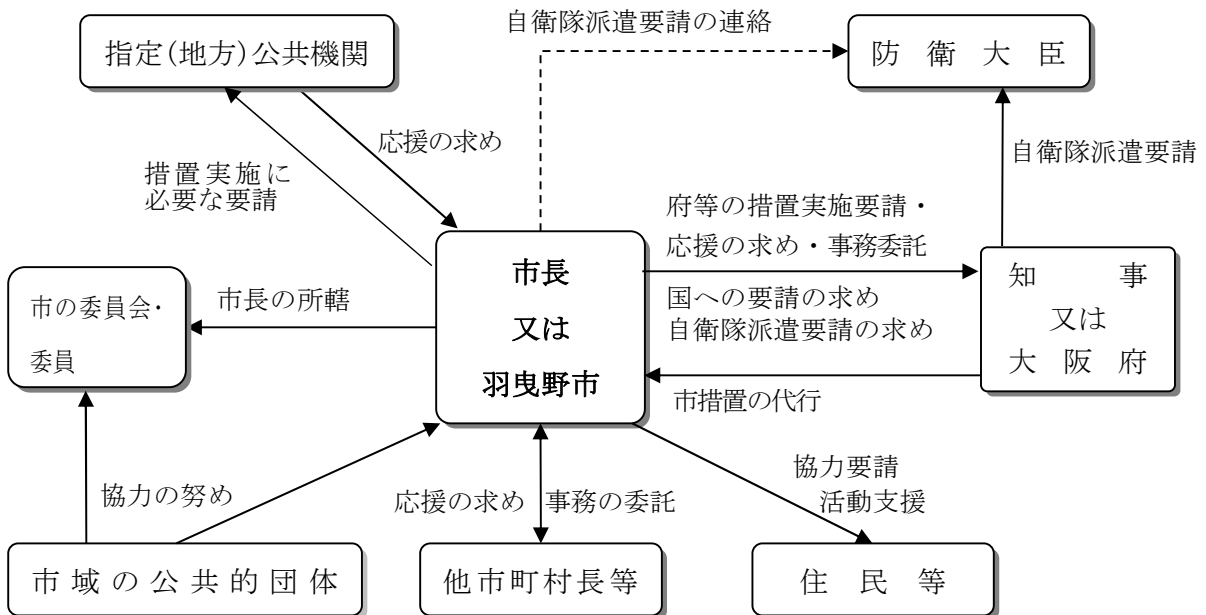 自衛隊派遣要請の連絡
指定(地方)公共機関
防衛大臣
応援の求め
措置実施に
必要な要請
自衛隊派遣要請
府等の措置実施要請・
応援の求め・事務委託
国への要請の求め
自衛隊派遣要請の求め
市長
又は
羽曳野市
知事
又は
大阪府
市の委員会・
委員
市長の所轄
市措置の代行
協力の努め
応援の求め
事務の委託
協力要請
活動支援
市域の公共的団体
他市町村長等
住民等